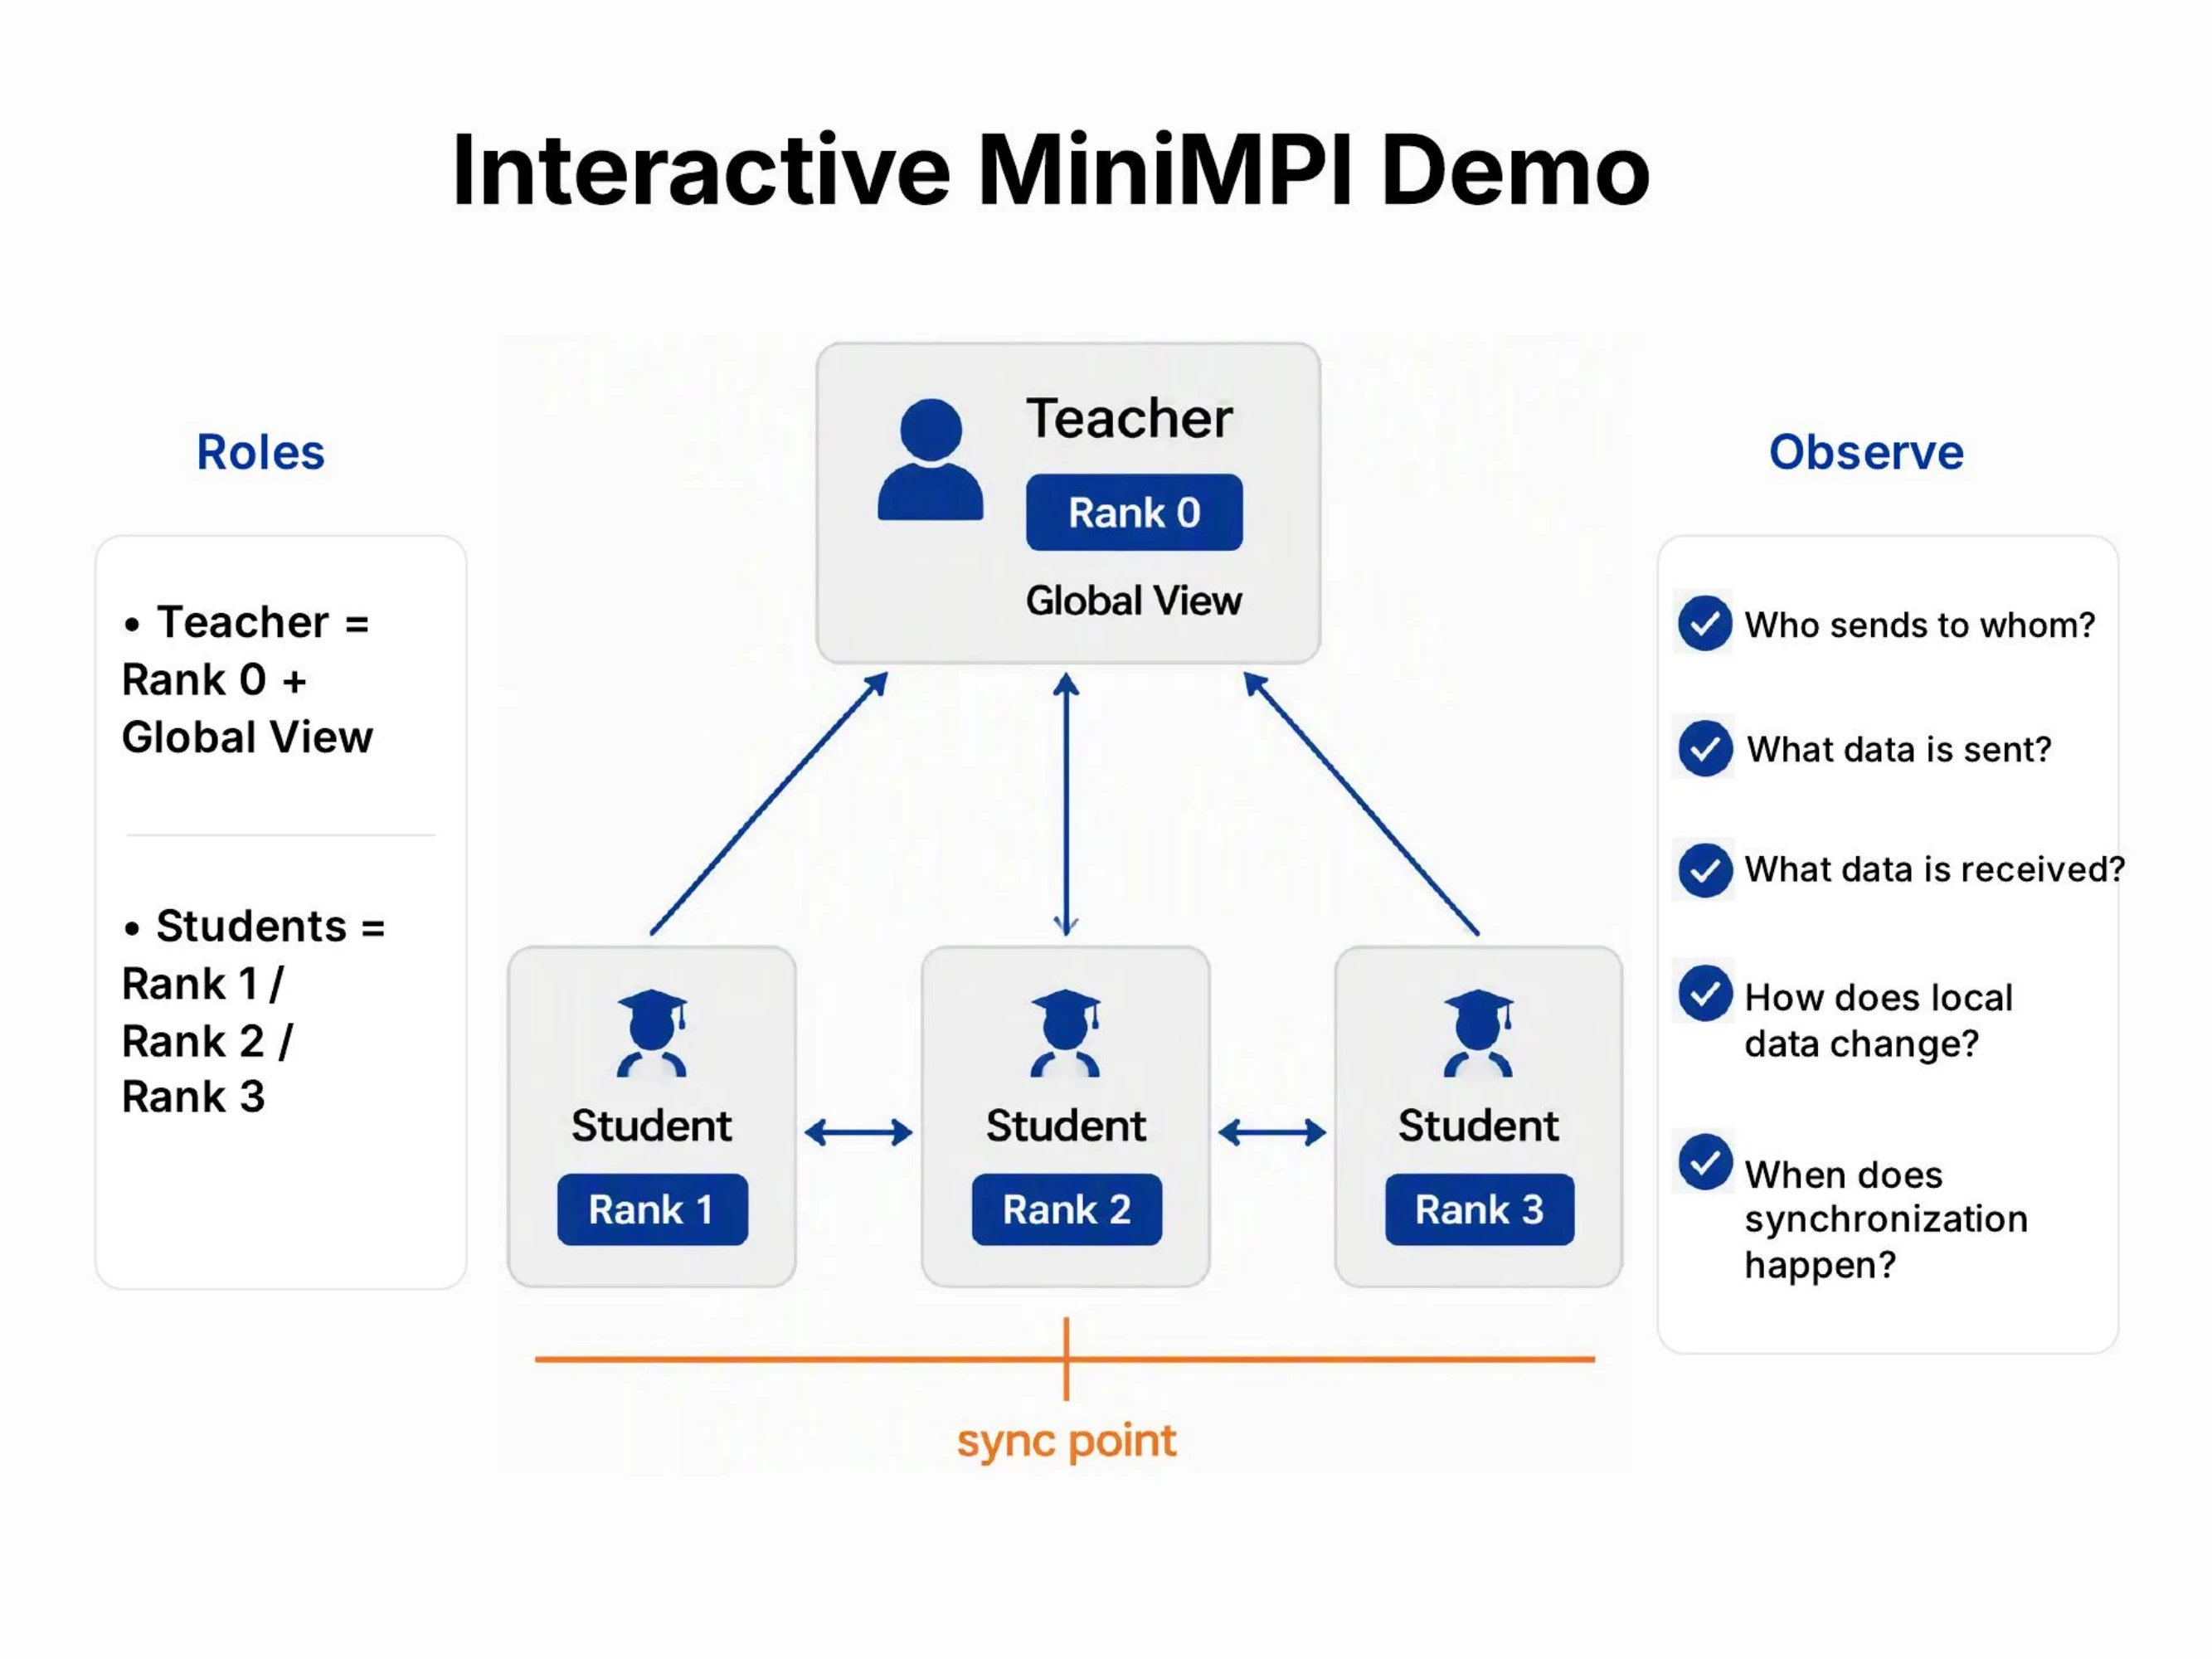 Interactive MiniMPI Demo
Roles
• Teacher =
Rank 0 +
Global View
• Students =
Rank 1 /
Rank 2 /
Rank 3
Teacher
Rank 0
Global View
Student
Rank 1
Student
Rank 2
Student
Rank 3
sync point
Observe
Who sends to whom?
What data is sent?
What data is received?
How does local
data change?
When does
synchronization
happen?